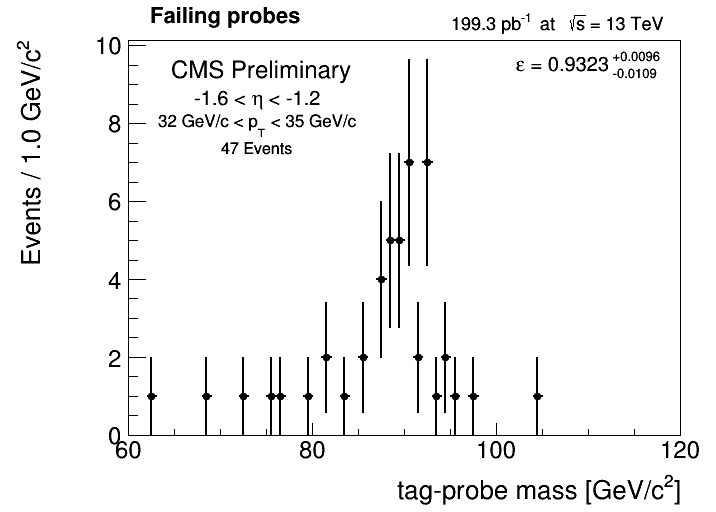 Failing probes
199.3 pb⁻¹ at √s = 13 TeV
CMS Preliminary
ε = 0.9323 +0.0096 -0.0109
-1.6 < η < -1.2
32 GeV/c < p_T < 35 GeV/c
47 Events
Events / 1.0 GeV/c²
10
8
6
4
2
0
60 80 100 120
tag-probe mass [GeV/c²]